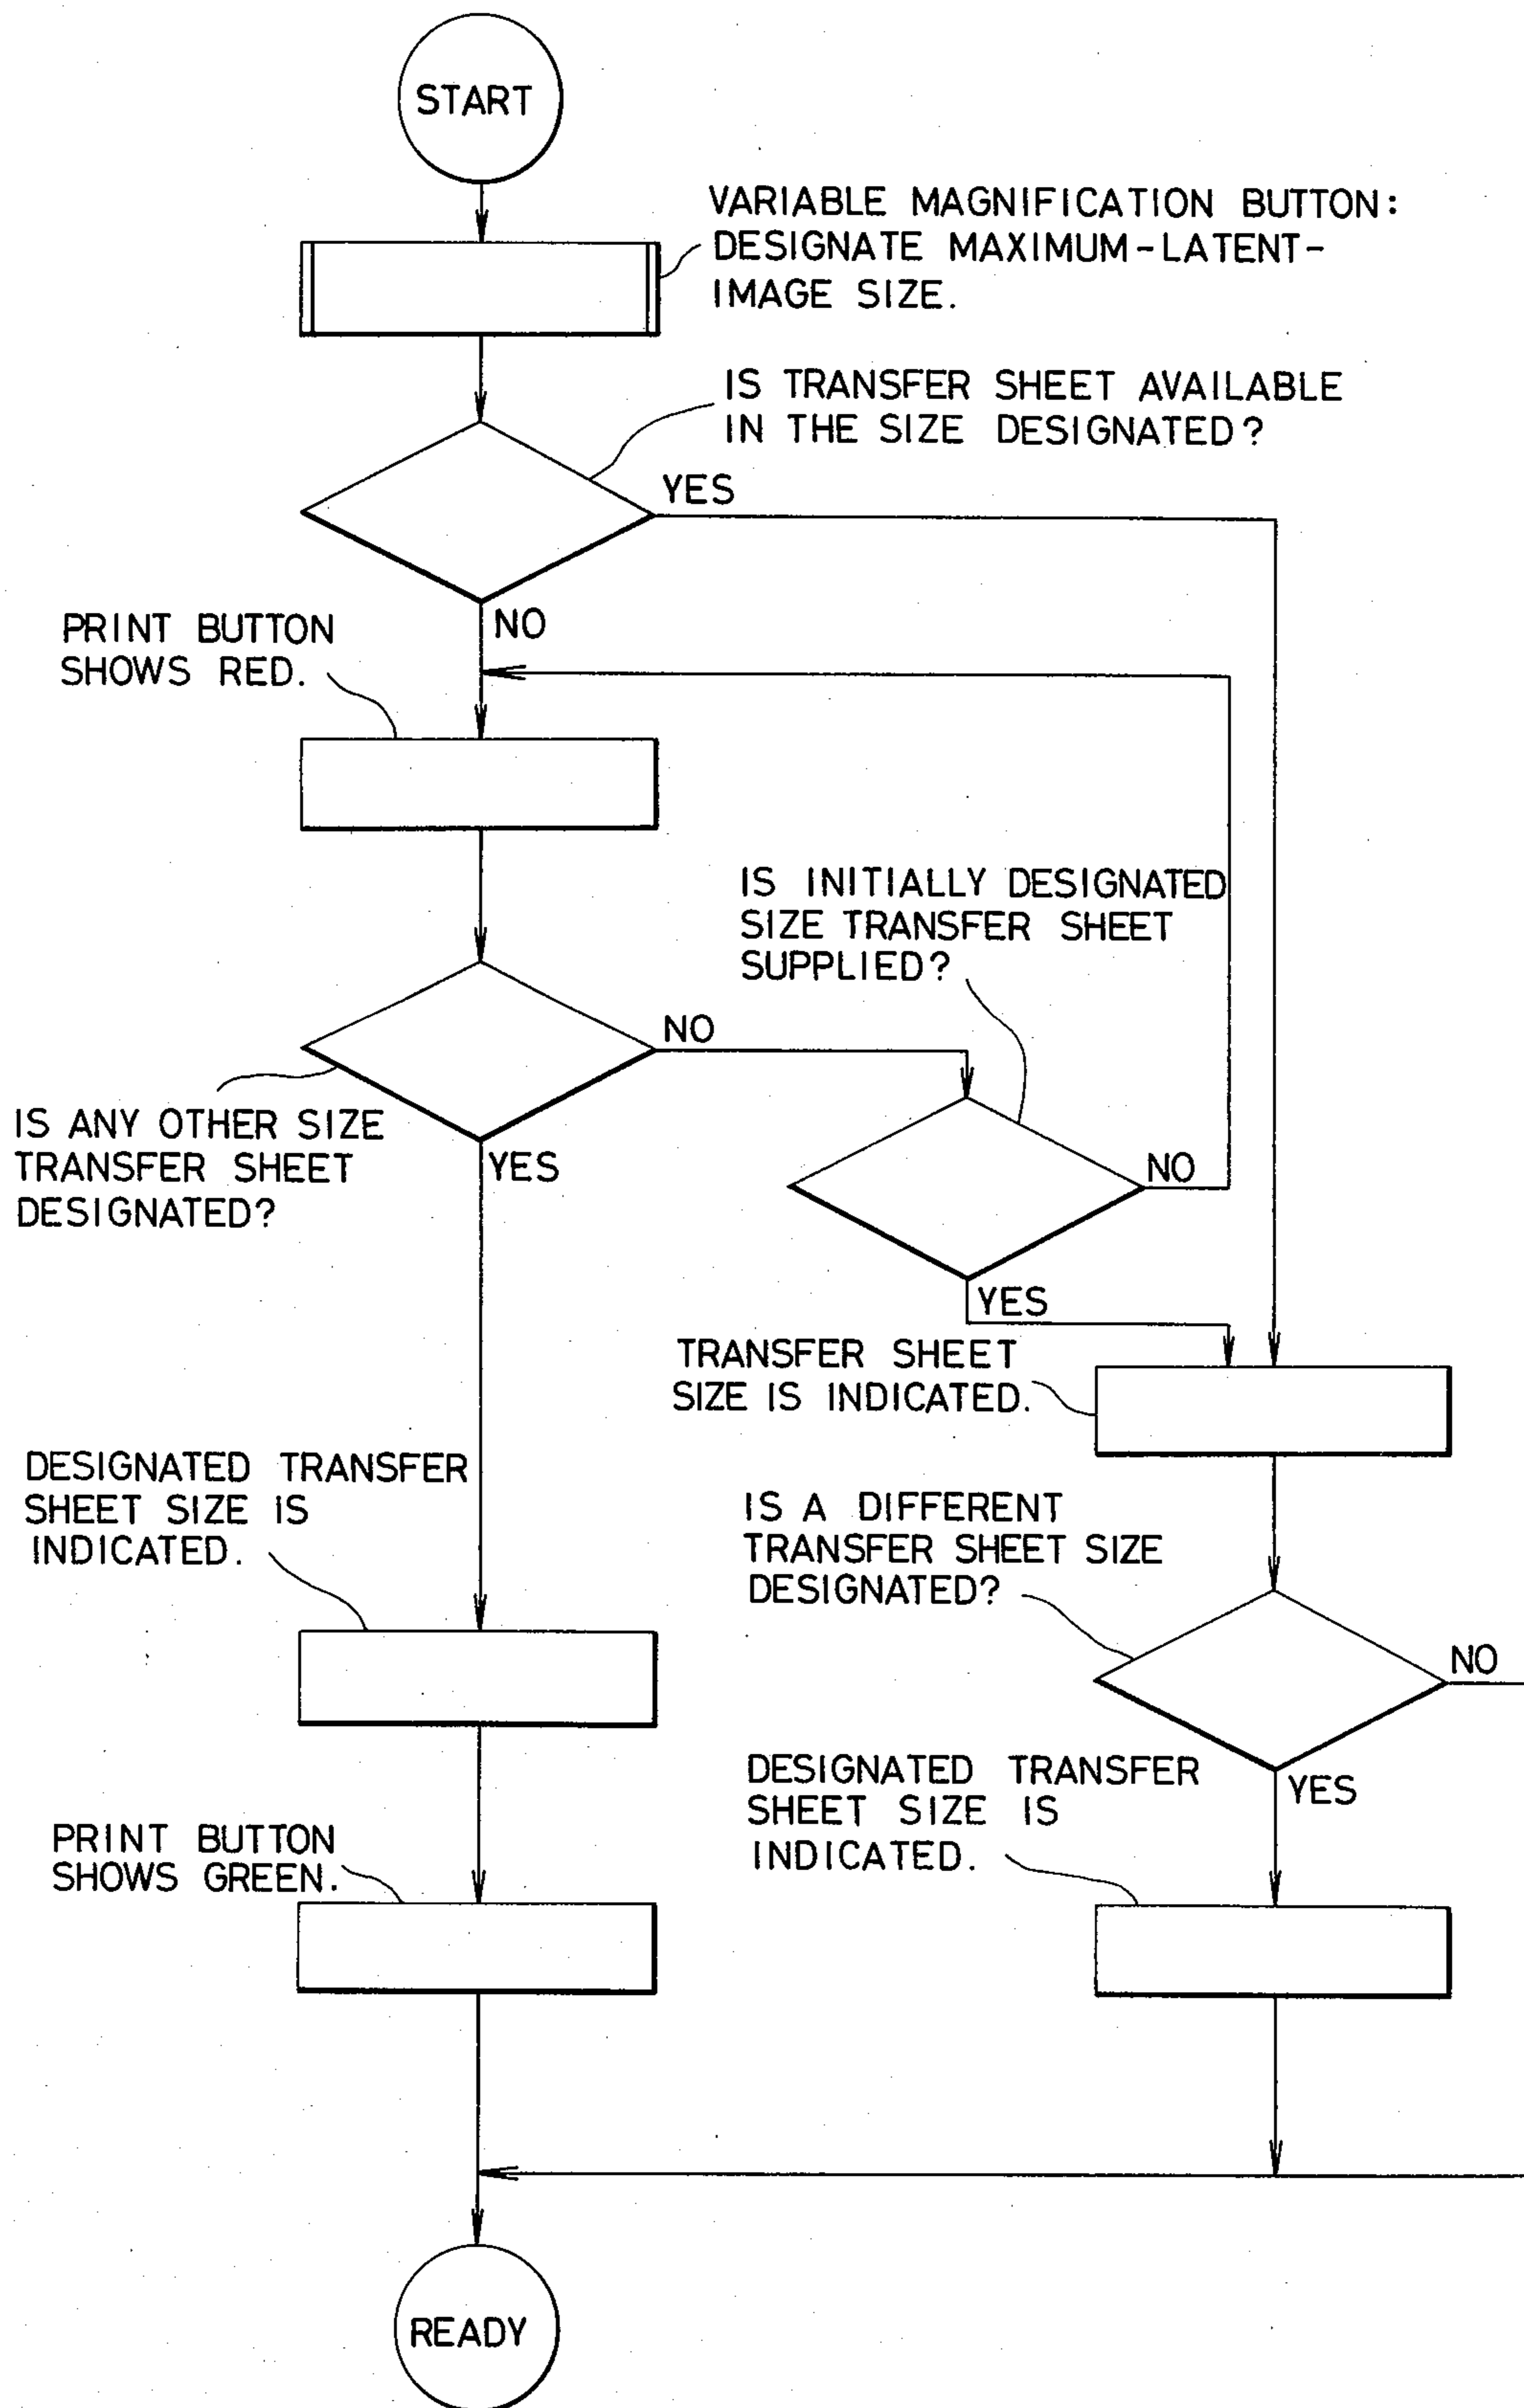 START
VARIABLE MAGNIFICATION BUTTON:
DESIGNATE MAXIMUM-LATENT-
IMAGE SIZE.
IS TRANSFER SHEET AVAILABLE
IN THE SIZE DESIGNATED?
YES
NO
PRINT BUTTON
SHOWS RED.
IS INITIALLY DESIGNATED
SIZE TRANSFER SHEET
SUPPLIED?
NO
IS ANY OTHER SIZE
TRANSFER SHEET
DESIGNATED?
YES
NO
YES
TRANSFER SHEET
SIZE IS INDICATED.
DESIGNATED TRANSFER
SHEET SIZE IS
INDICATED.
IS A DIFFERENT
TRANSFER SHEET SIZE
DESIGNATED?
NO
YES
DESIGNATED TRANSFER
SHEET SIZE IS
INDICATED.
PRINT BUTTON
SHOWS GREEN.
READY